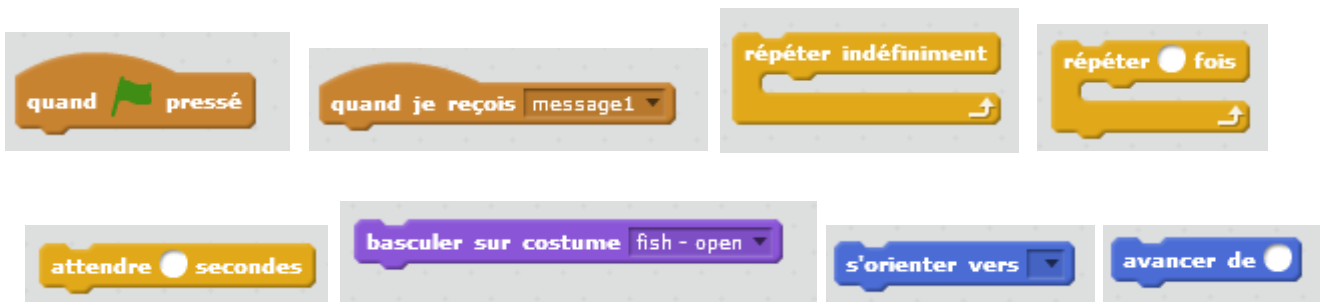 quand pressé
quand je reçois message1
répéter indéfiniment
répéter fois
attendre secondes
basculer sur costume fish - open
s'orienter vers
avancer de